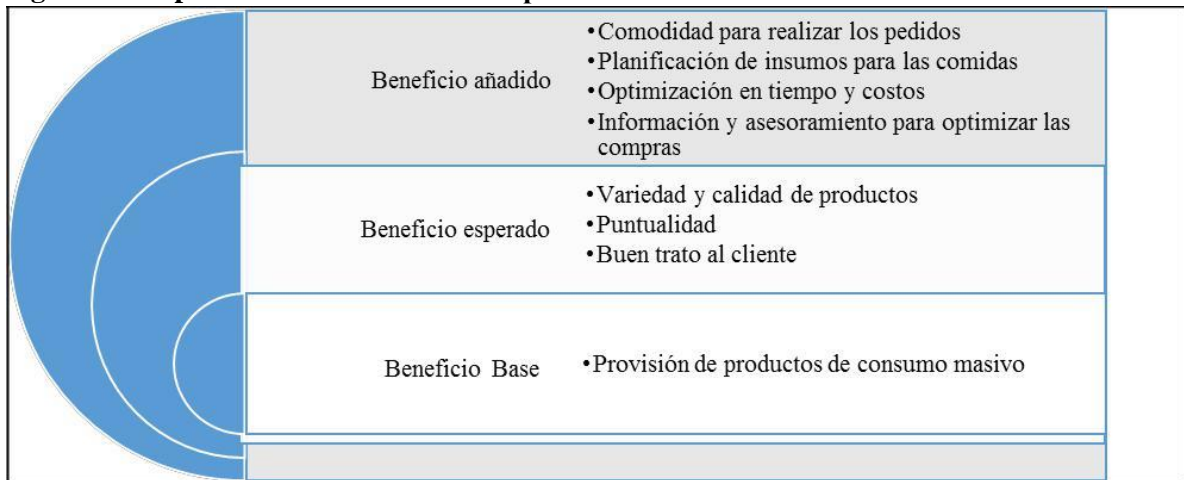 Beneficio añadido
•Comodidad para realizar los pedidos
•Planificación de insumos para las comidas
•Optimización en tiempo y costos
•Información y asesoramiento para optimizar las
compras
Beneficio esperado
•Variedad y calidad de productos
•Puntualidad
•Buen trato al cliente
Beneficio Base
•Provisión de productos de consumo masivo